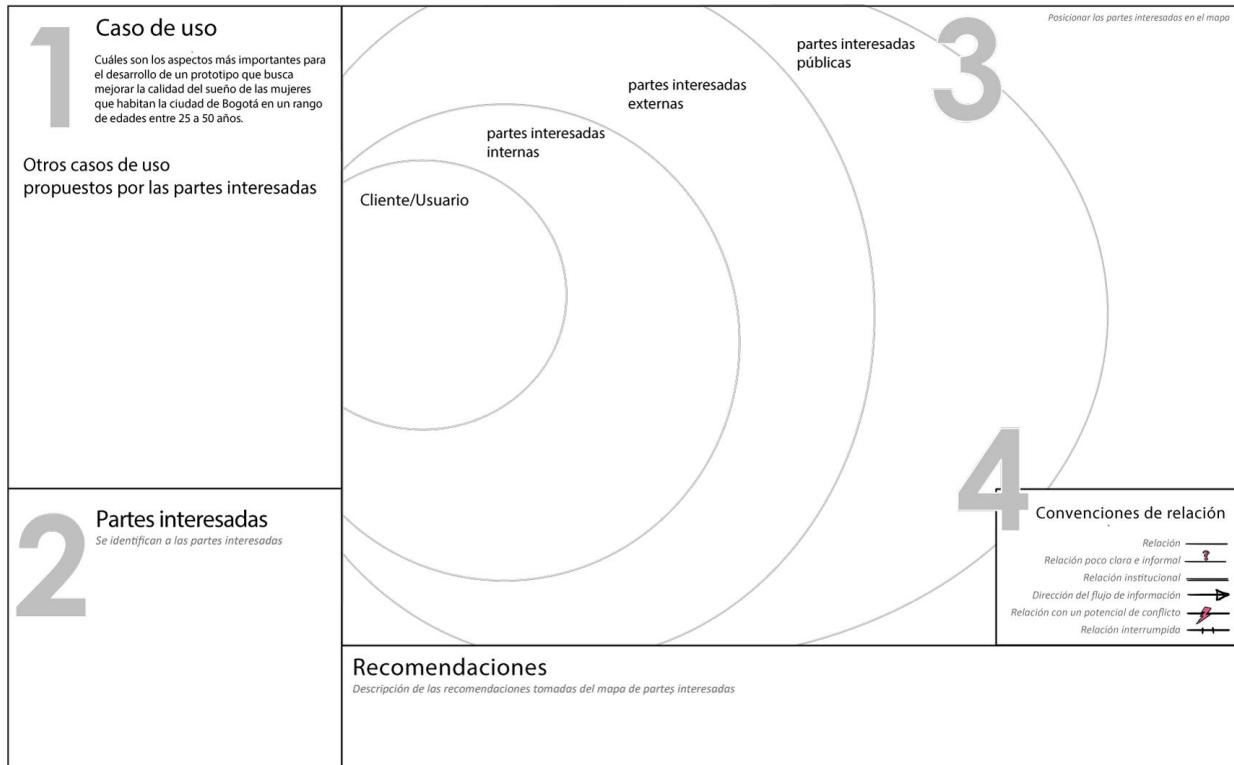 1
Caso de uso
Cuáles son los aspectos más importantes para
el desarrollo de un prototipo que busca
mejorar la calidad del sueño de las mujeres
que habitan la ciudad de Bogotá en un rango
de edades entre 25 a 50 años.
Otros casos de uso
propuestos por las partes interesadas
2
Partes interesadas
Se identifican a las partes interesadas
3
Posicionar las partes interesadas en el mapa
partes interesadas
públicas
partes interesadas
externas
partes interesadas
internas
Cliente/Usuario
4
Convenciones de relación
Relación
Relación poco clara e informal
?
Relación institucional
Dirección del flujo de información
Relación con un potencial de conflicto
Relación interrumpida
Recomendaciones
Descripción de las recomendaciones tomadas del mapa de partes interesadas